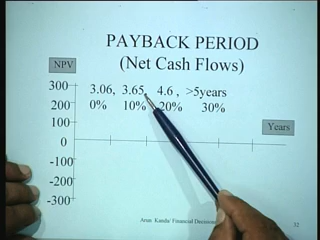 PAYBACK PERIOD
(Net Cash Flows)
NPV
300
3.06, 3.65, 4.6 , >5years
200
0% 10% 20% 30%
100
Years
0
-100
-200
-300
Arun Kanda/ Financial Decisions
32